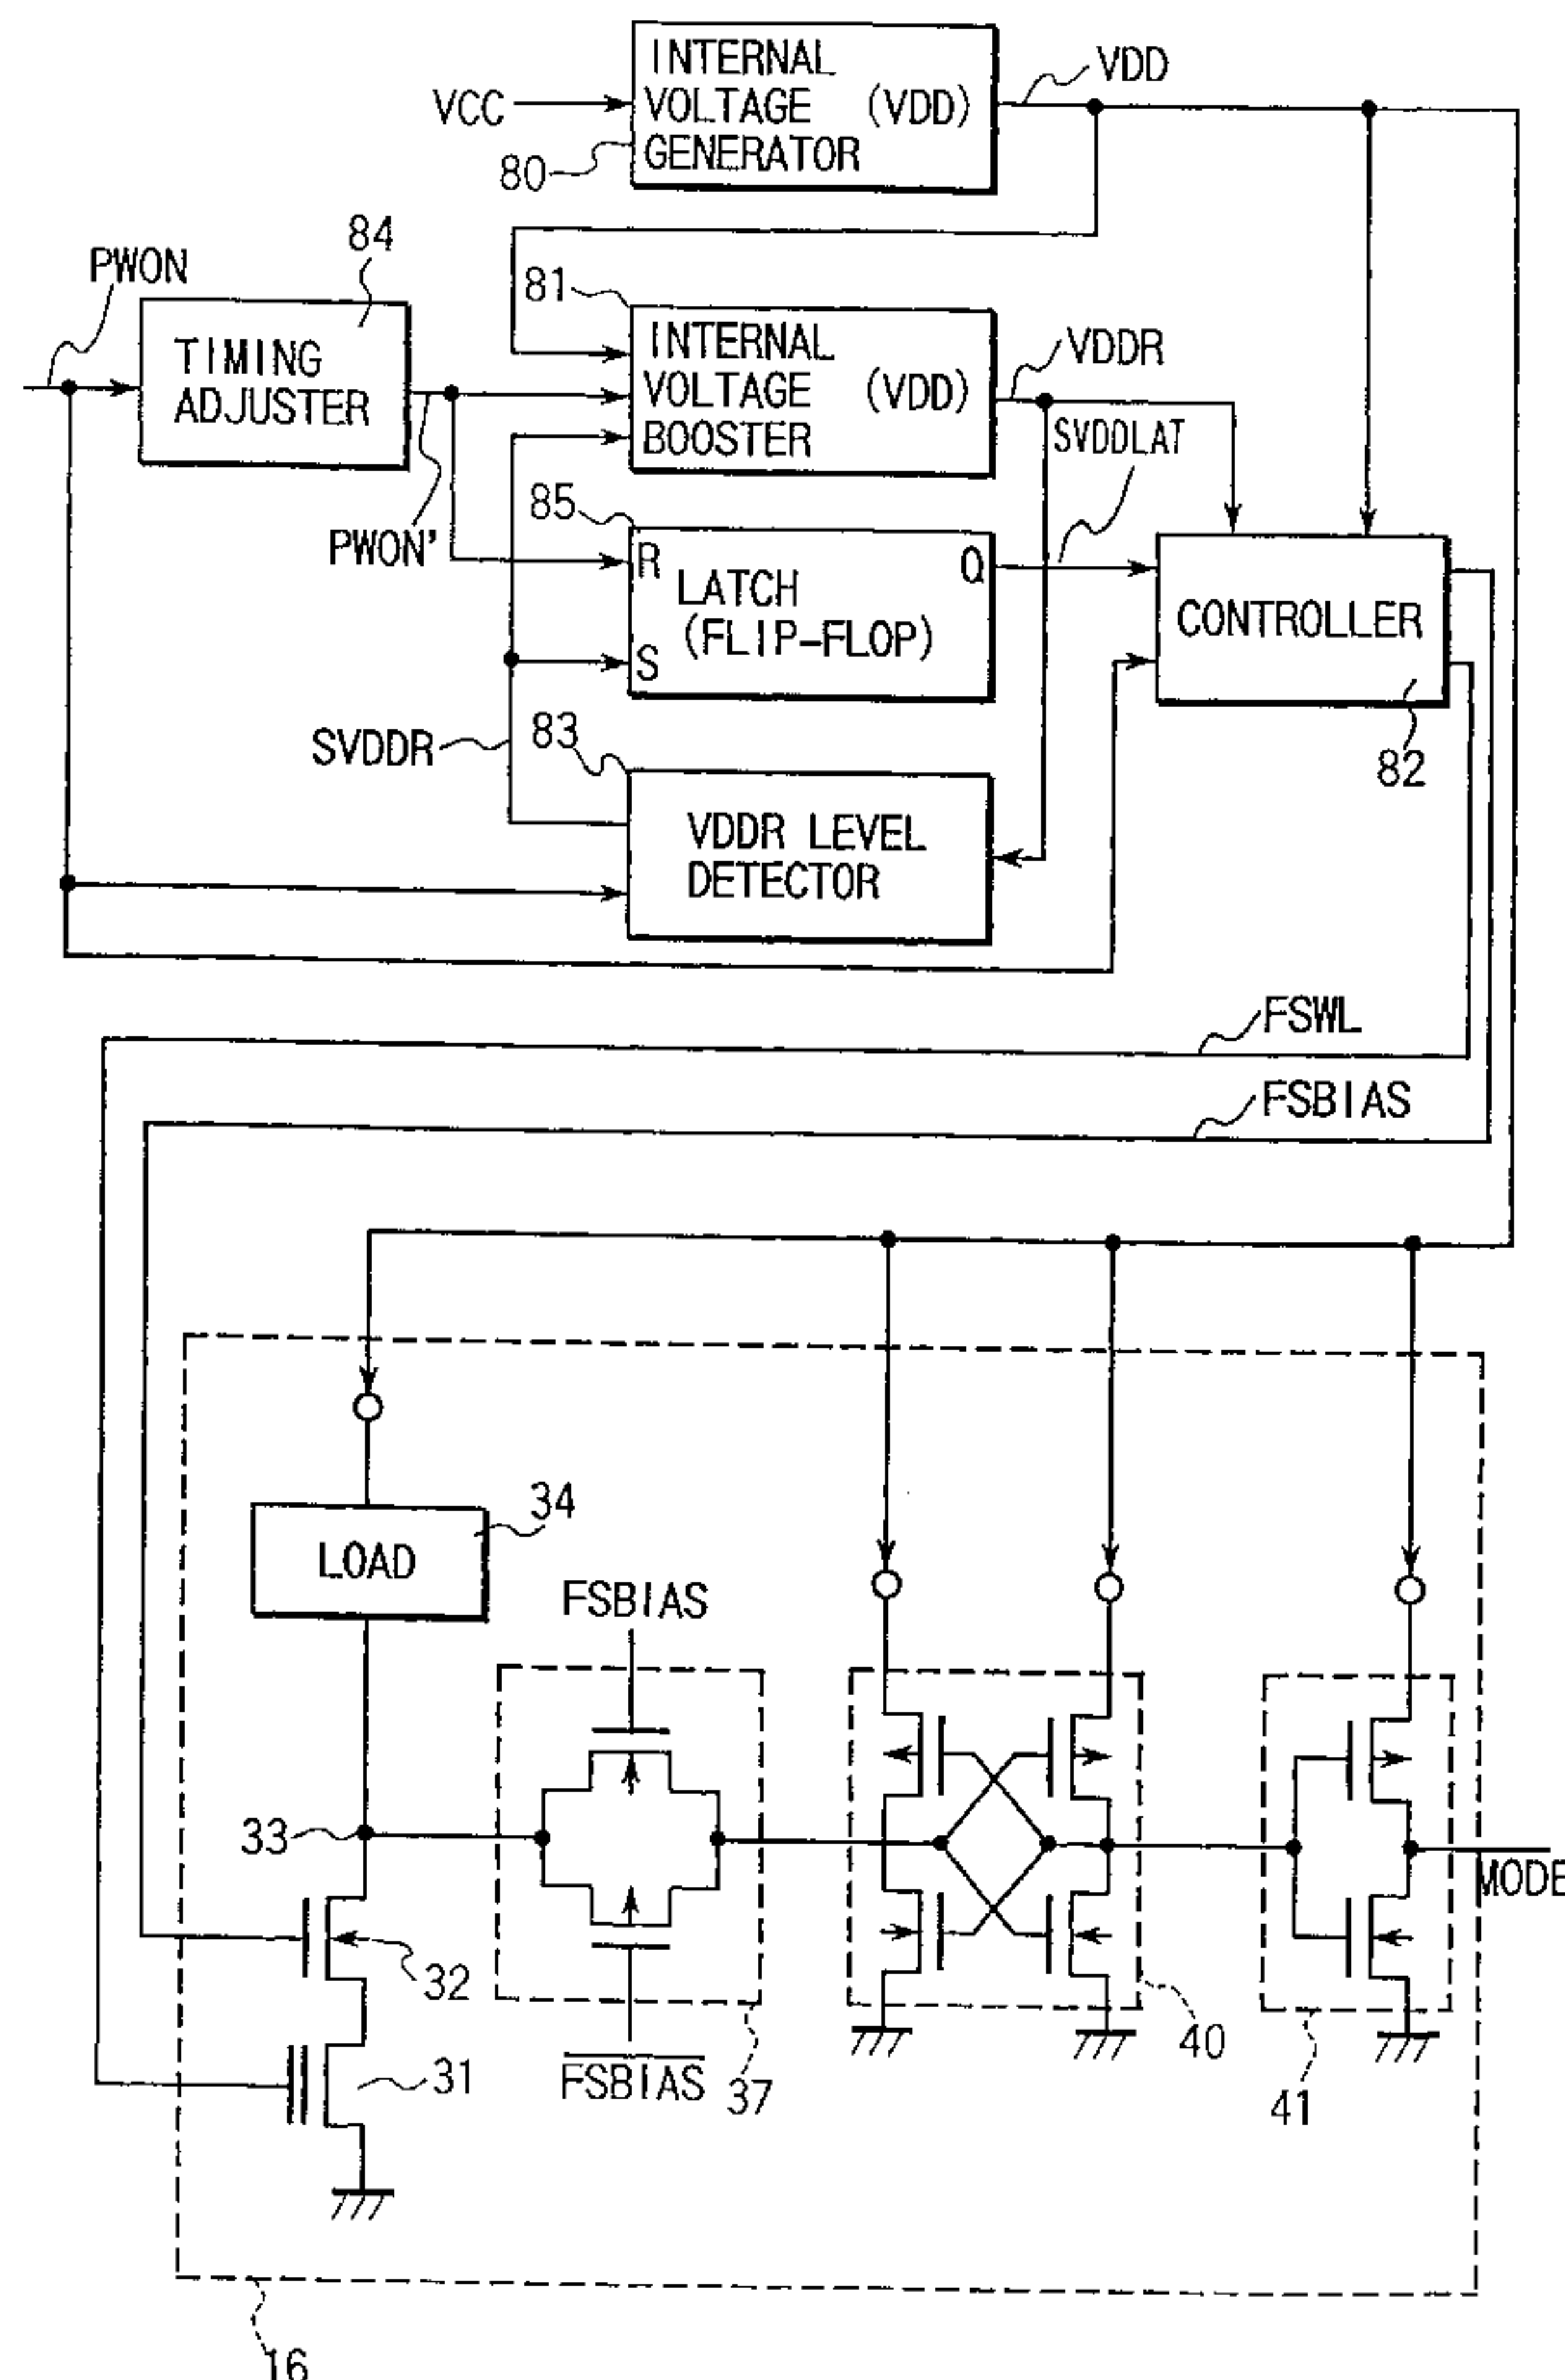 INTERNAL
VOLTAGE (VDD)
GENERATOR
VCC
80
VDD
PWON
84
TIMING
ADJUSTER
PWON'
81
INTERNAL
VOLTAGE (VDD)
BOOSTER
VDDR
SVDDLAT
85
R
Q
LATCH
(FLIP-FLOP)
S
CONTROLLER
82
SVDDR
83
VDDR LEVEL
DETECTOR
FSWL
FSBIAS
34
LOAD
FSBIAS
33
32
31
FSBIAS
37
40
41
MODE
16